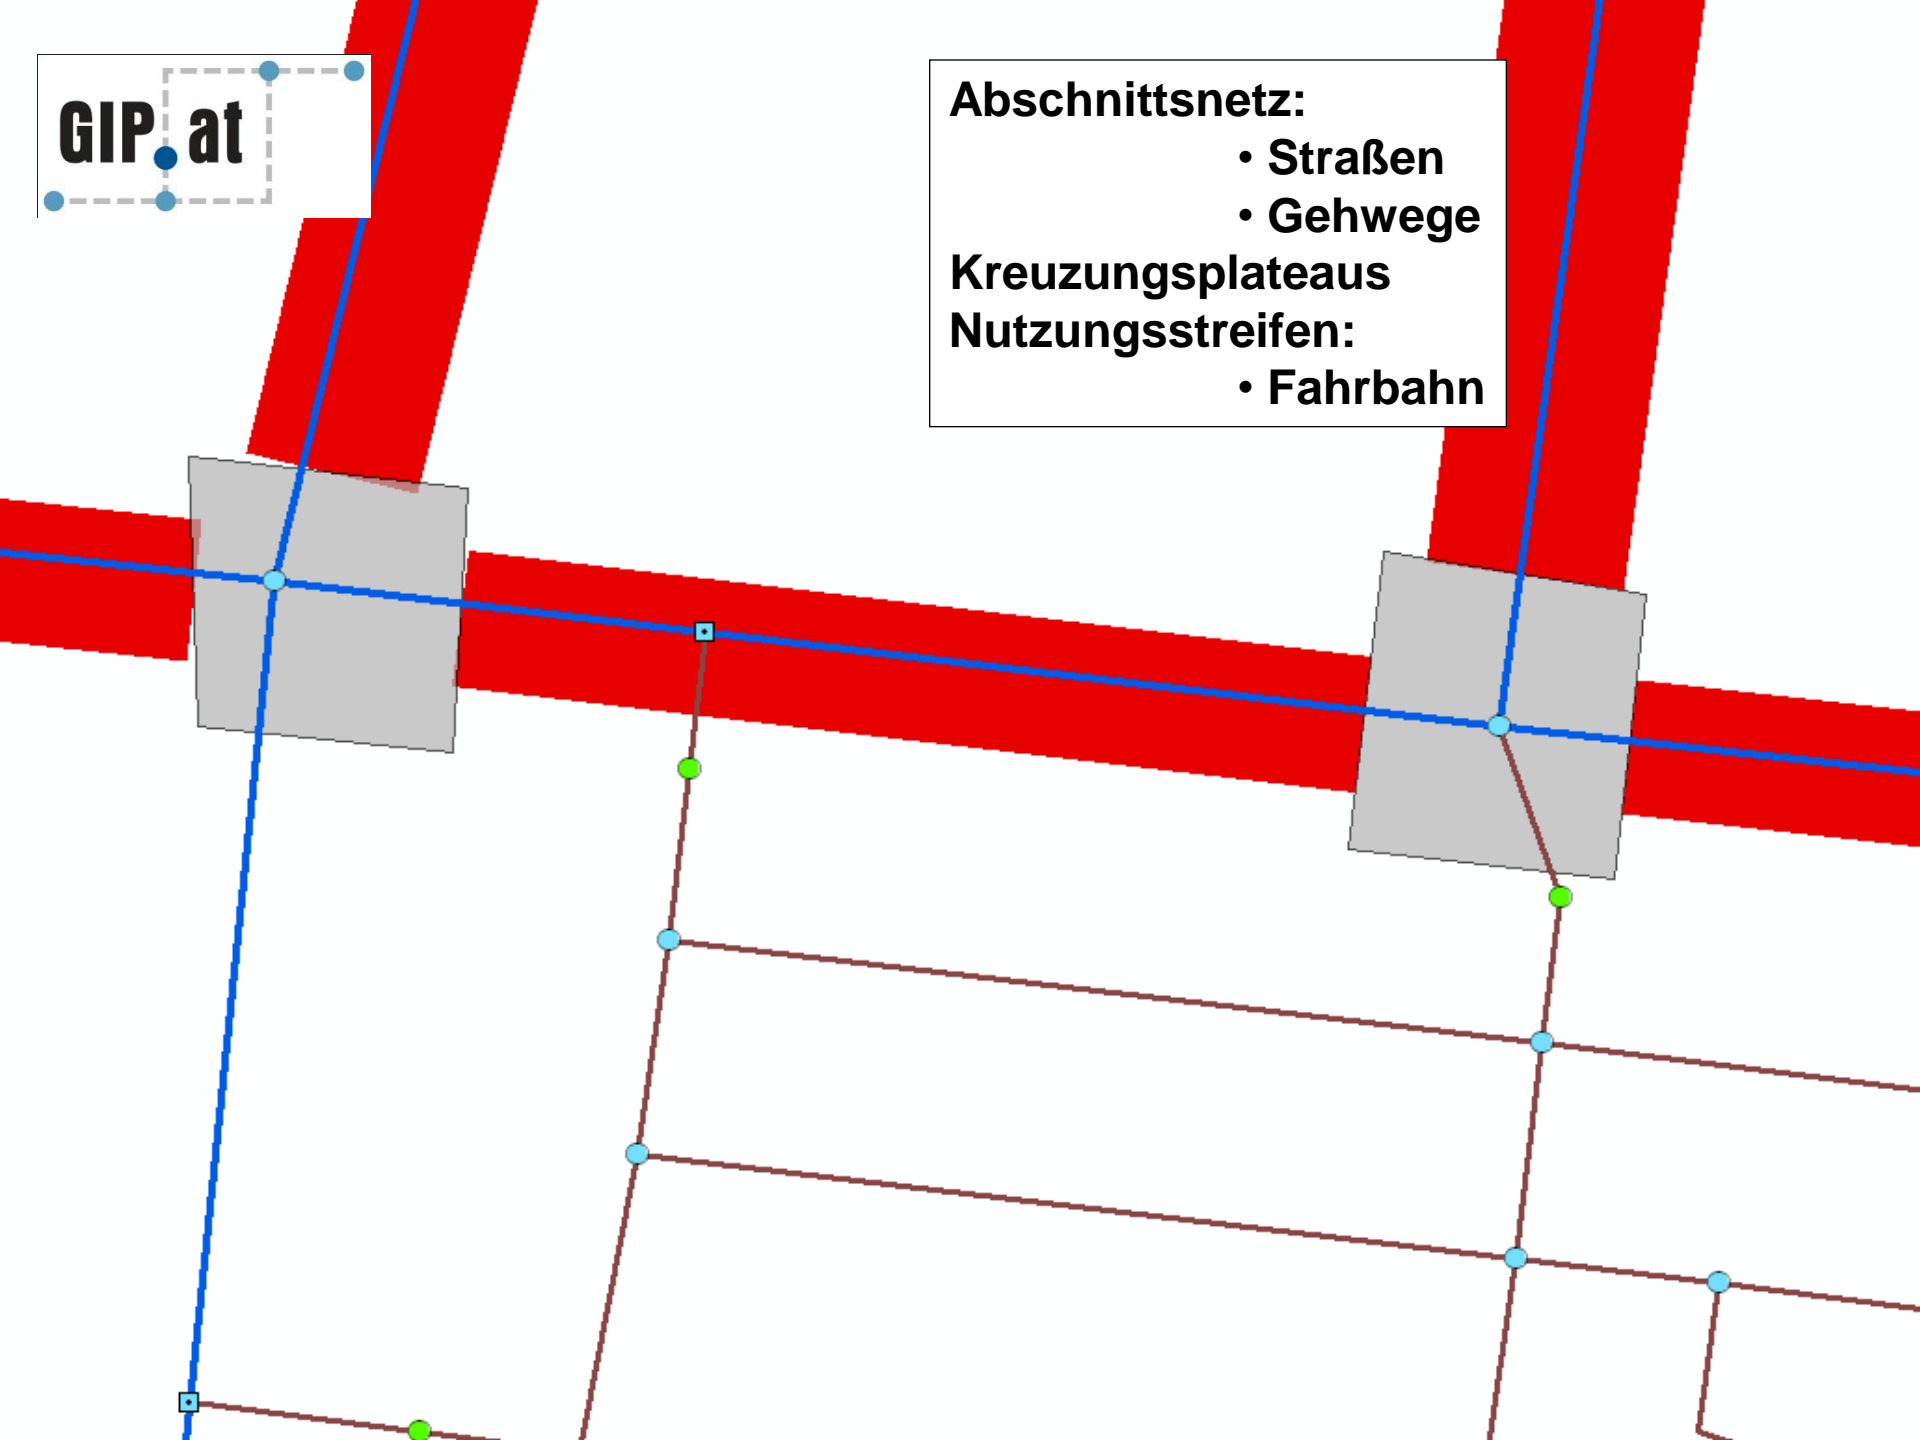 GIP.at
Abschnittsnetz:
• Straßen
• Gehwege
Kreuzungsplateaus
Nutzungsstreifen:
• Fahrbahn